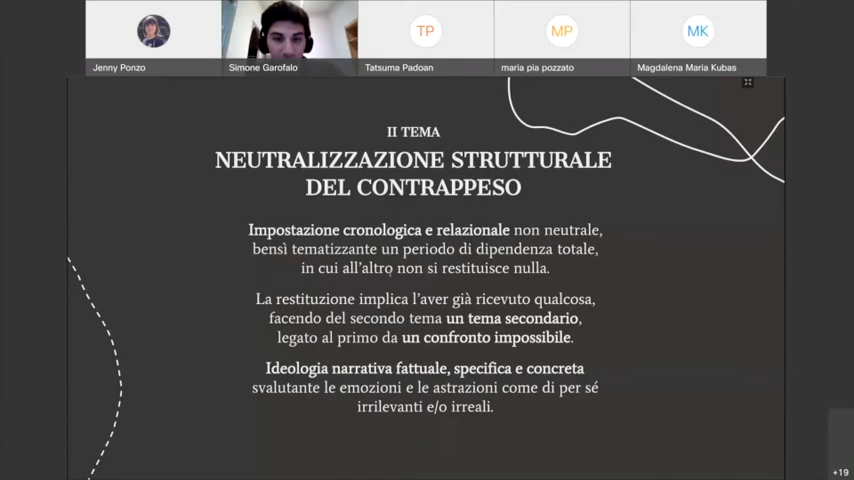 TP
MP
MK
Jenny Ponzo
Simone Garofalo
Tatsuma Padoan
maria pia pozzato
Magdalena Maria Kubas
II TEMA
NEUTRALIZZAZIONE STRUTTURALE
DEL CONTRAPPESO
Impostazione cronologica e relazionale non neutrale,
bensì tematizzante un periodo di dipendenza totale,
in cui all'altro non si restituisce nulla.
La restituzione implica l'aver già ricevuto qualcosa,
facendo del secondo tema un tema secondario,
legato al primo da un confronto impossibile.
Ideologia narrativa fattuale, specifica e concreta
svalutante le emozioni e le astrazioni come di per sé
irrilevanti e/o irreali.
+19